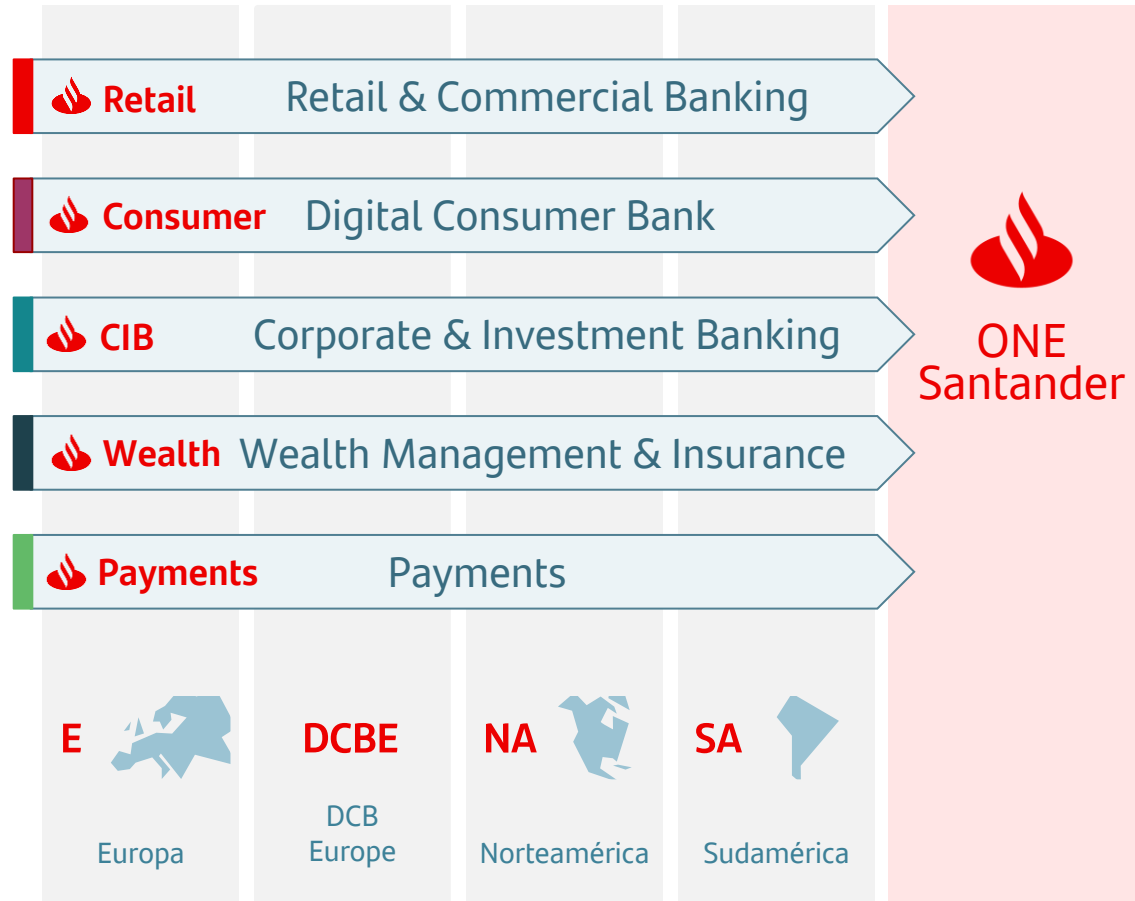 Retail Retail & Commercial Banking
Consumer Digital Consumer Bank
CIB Corporate & Investment Banking
Wealth Wealth Management & Insurance
Payments Payments
ONE
Santander
E DCBE NA SA
DCB
Europa Europe Norteamérica Sudamérica